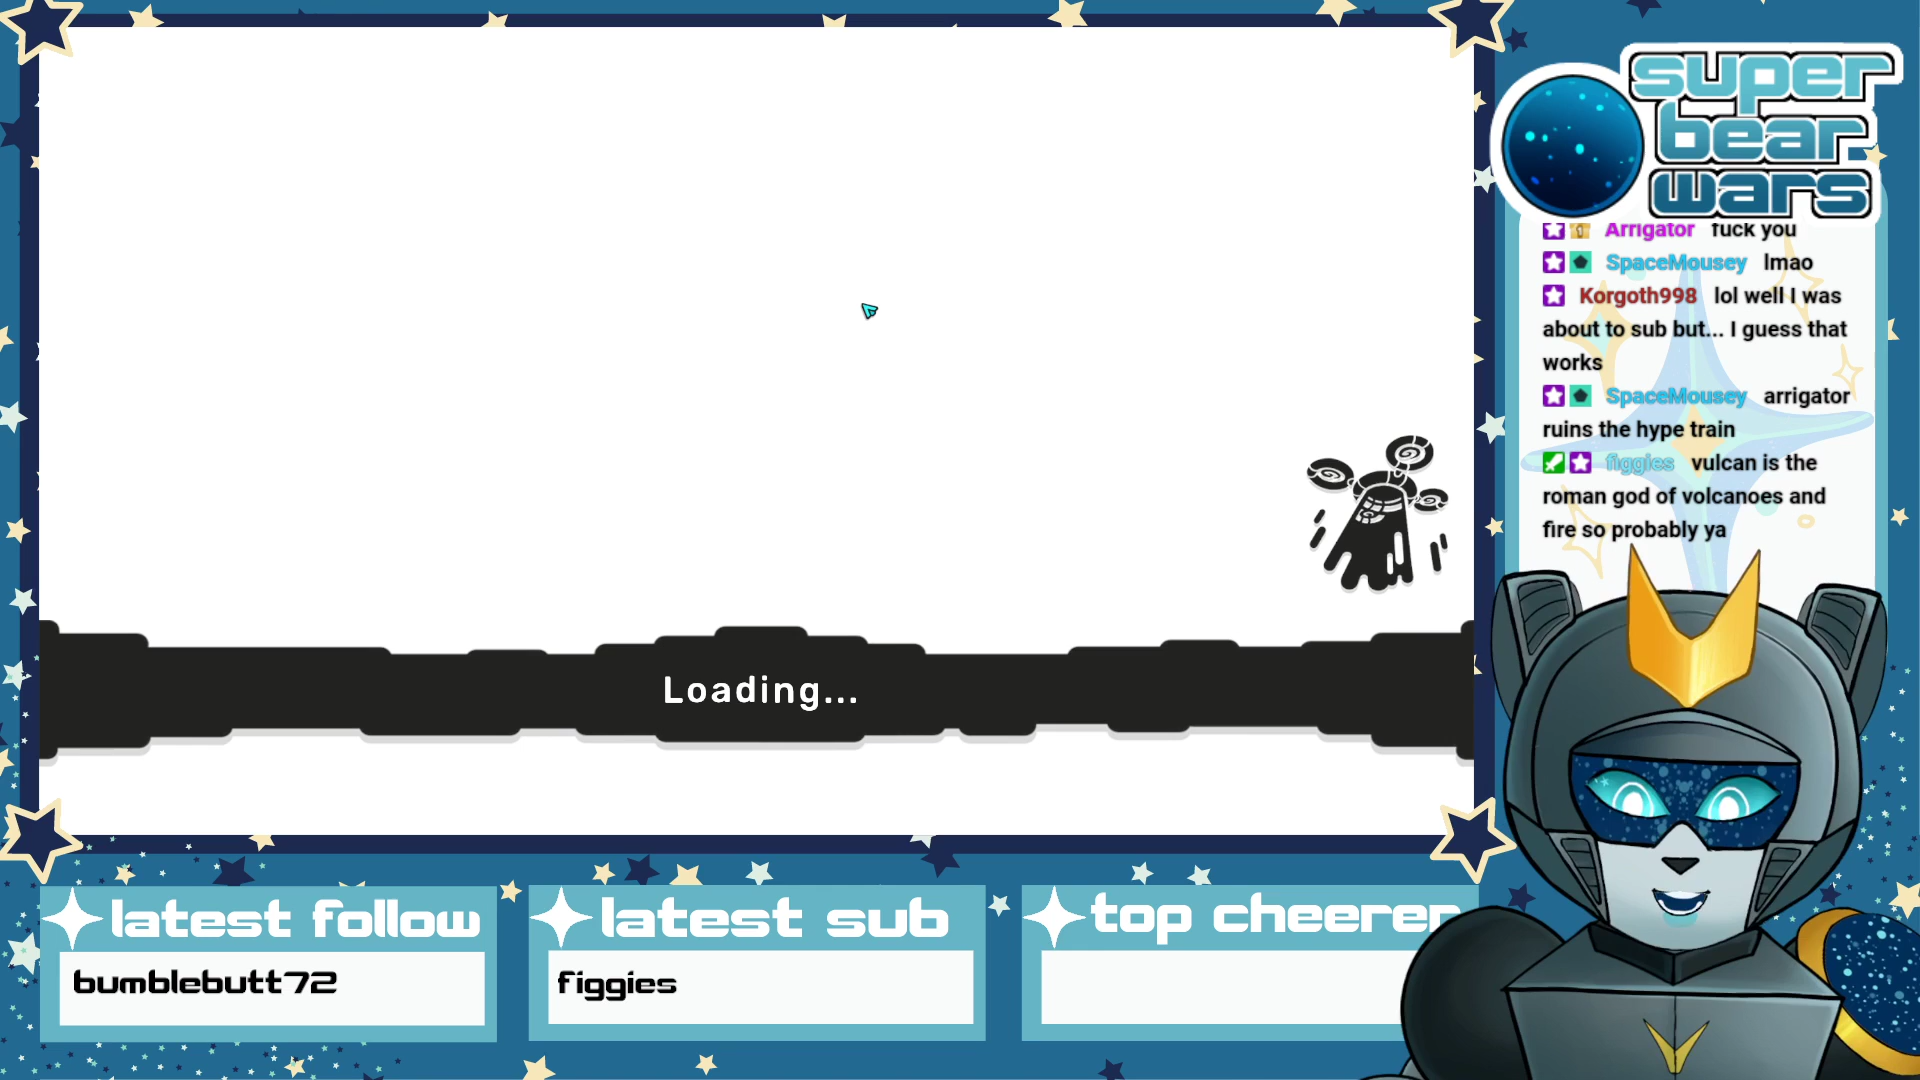 super
bear
wars
Arrigator fuck you
SpaceMousey lmao
Korgoth998 lol well I was
about to sub but... I guess that
works
SpaceMousey arrigator
ruins the hype train
figgies vulcan is the
roman god of volcanoes and
fire so probably ya
Loading...
latest follow
bumblebutt72
latest sub
figgies
top cheerer